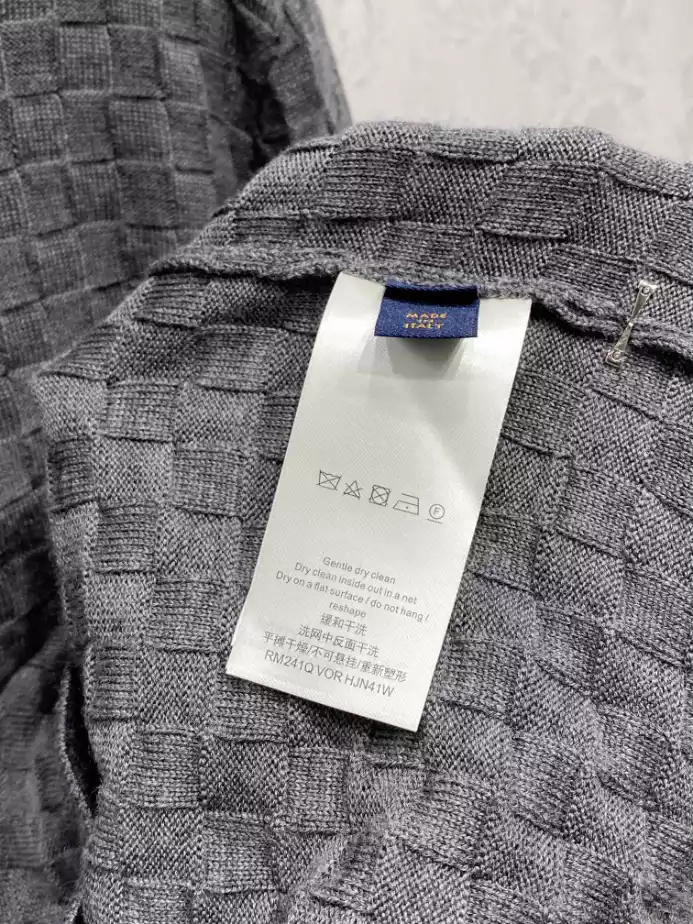 MADE
IN
ITALY
F
Gentle dry clean
Dry clean inside out in a net
Dry on a flat surface / do not hang /
reshape
缓和干洗
洗网中反面干洗
平摊干燥/不可悬挂/重新塑形
RM241Q VOR HJN41W